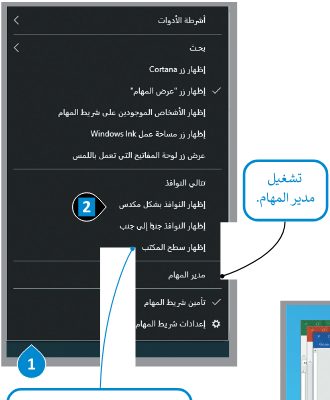 أشرطة الأدوات
بحث
إظهار زر Cortana
إظهار زر "عرض المهام"
إظهار الأشخاص الموجودين على شريط المهام
إظهار زر مساحة عمل Windows Ink
عرض زر لوحة المفاتيح التي تعمل باللمس
تتالي النوافذ
إظهار النوافذ بشكل مكدس
2
إظهار النوافذ جنبًا إلى جنب
إظهار سطح المكتب
مدير المهام
تأمين شريط المهام
إعدادات شريط المهام
1
تشغيل
مدير المهام.